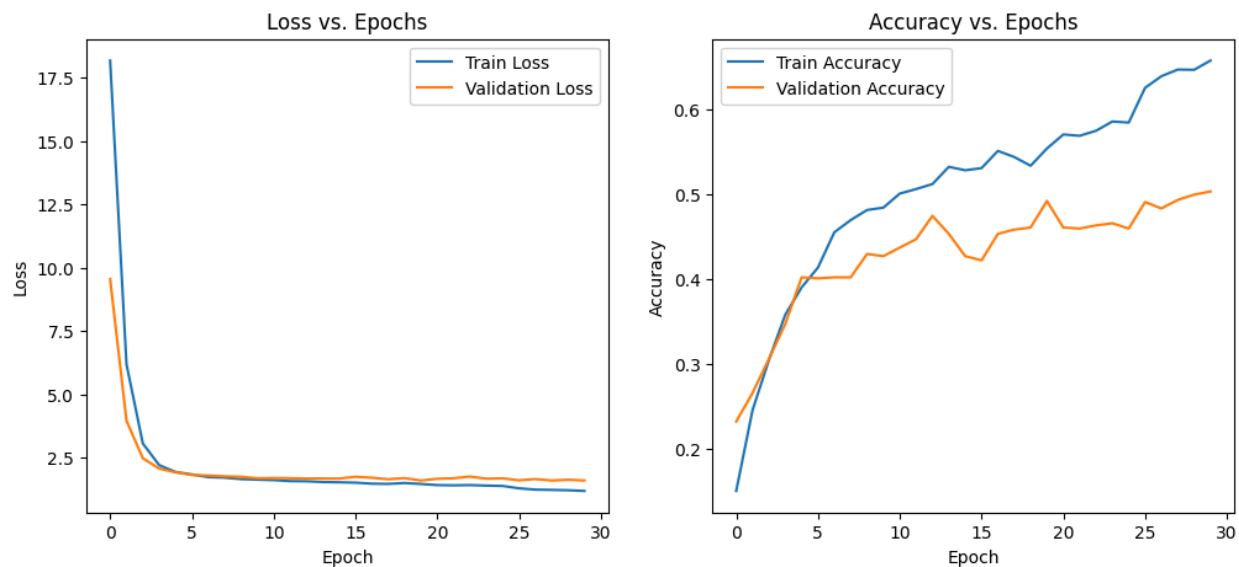 Loss vs. Epochs
17.5
15.0
12.5
10.0
7.5
5.0
2.5
Loss
0 5 10 15 20 25 30
Epoch
Train Loss
Validation Loss
Accuracy vs. Epochs
0.6
0.5
0.4
0.3
0.2
Accuracy
0 5 10 15 20 25 30
Epoch
Train Accuracy
Validation Accuracy